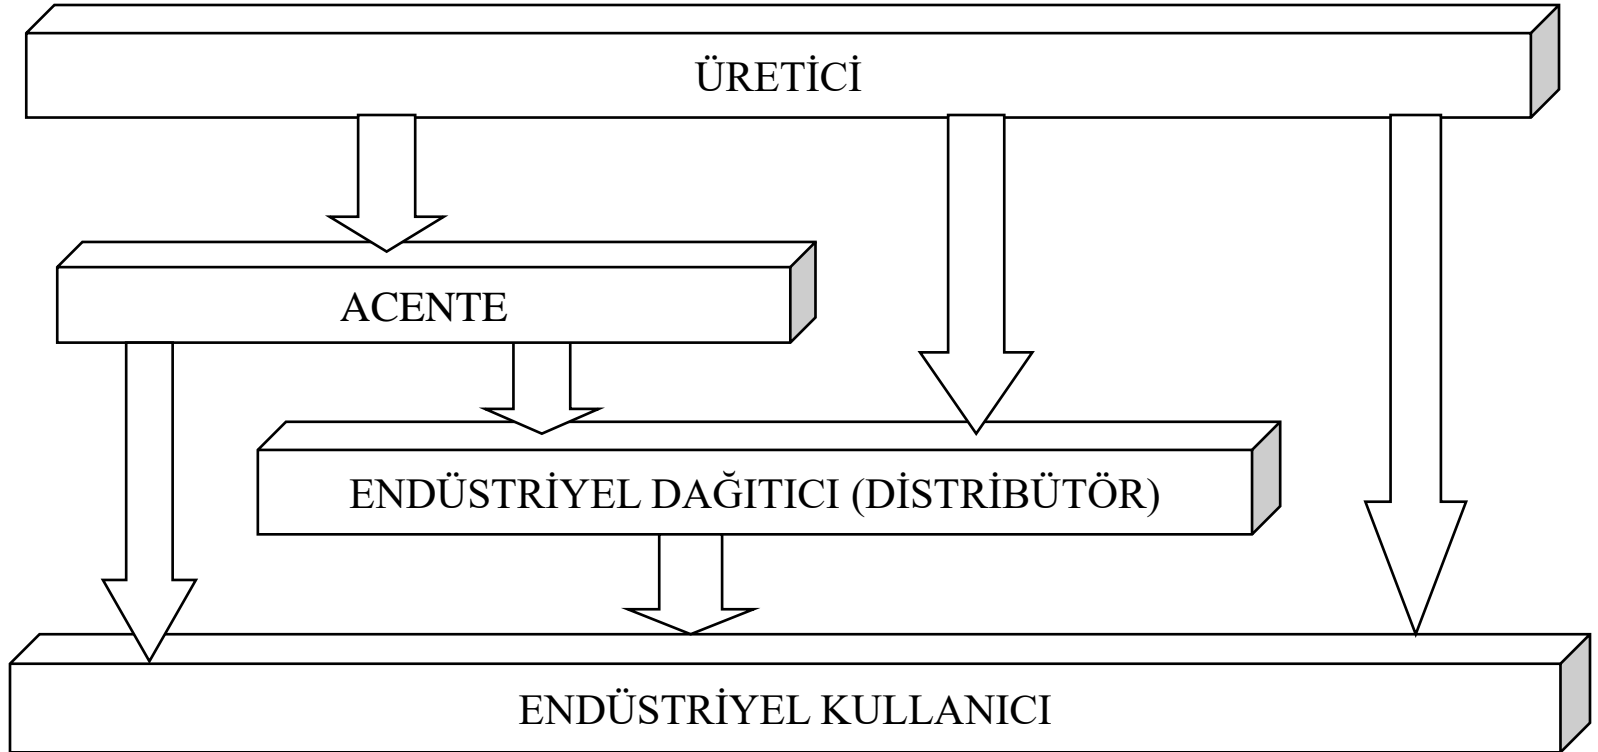 ÜRETİCİ
ACENTE
ENDÜSTRİYEL DAĞITICI (DİSTRİBÜTÖR)
ENDÜSTRİYEL KULLANICI